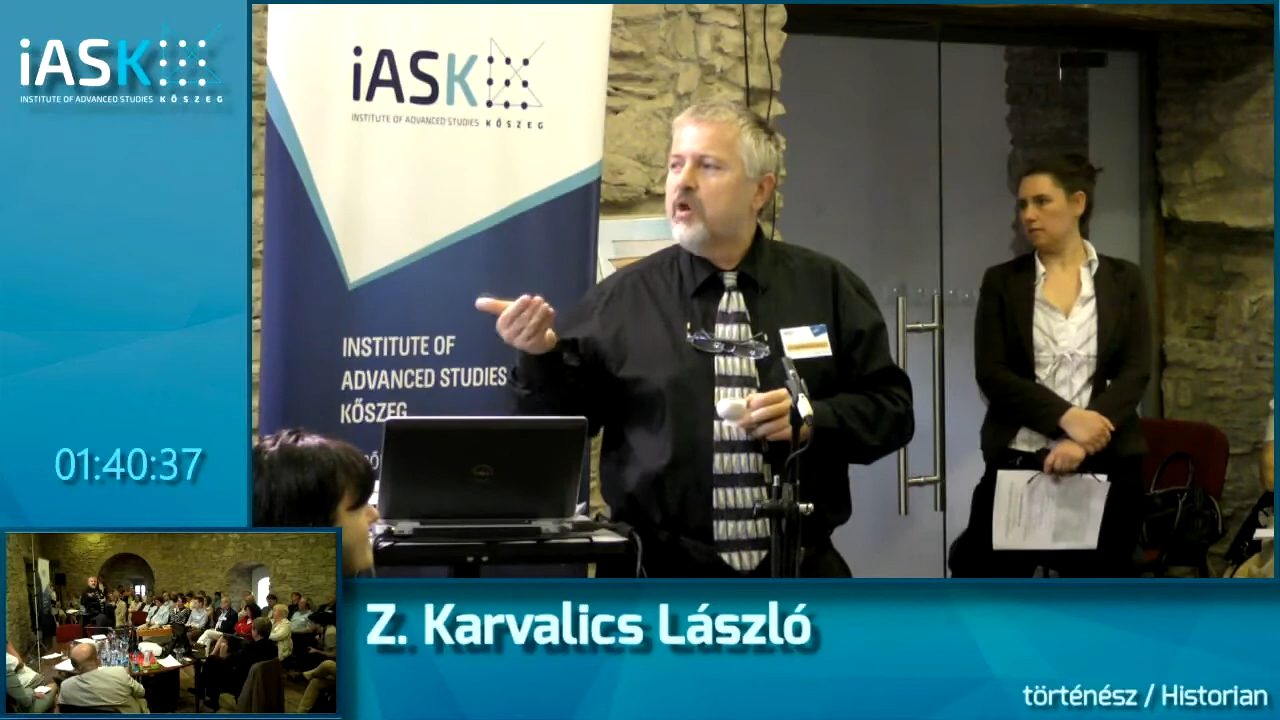 iASK
INSTITUTE OF ADVANCED STUDIES KŐSZEG
iASK
INSTITUTE OF ADVANCED STUDIES KŐSZEG
INSTITUTE OF
ADVANCED STUDIES
KŐSZEG
01:40:37
Z. Karvalics László
történész / Historian